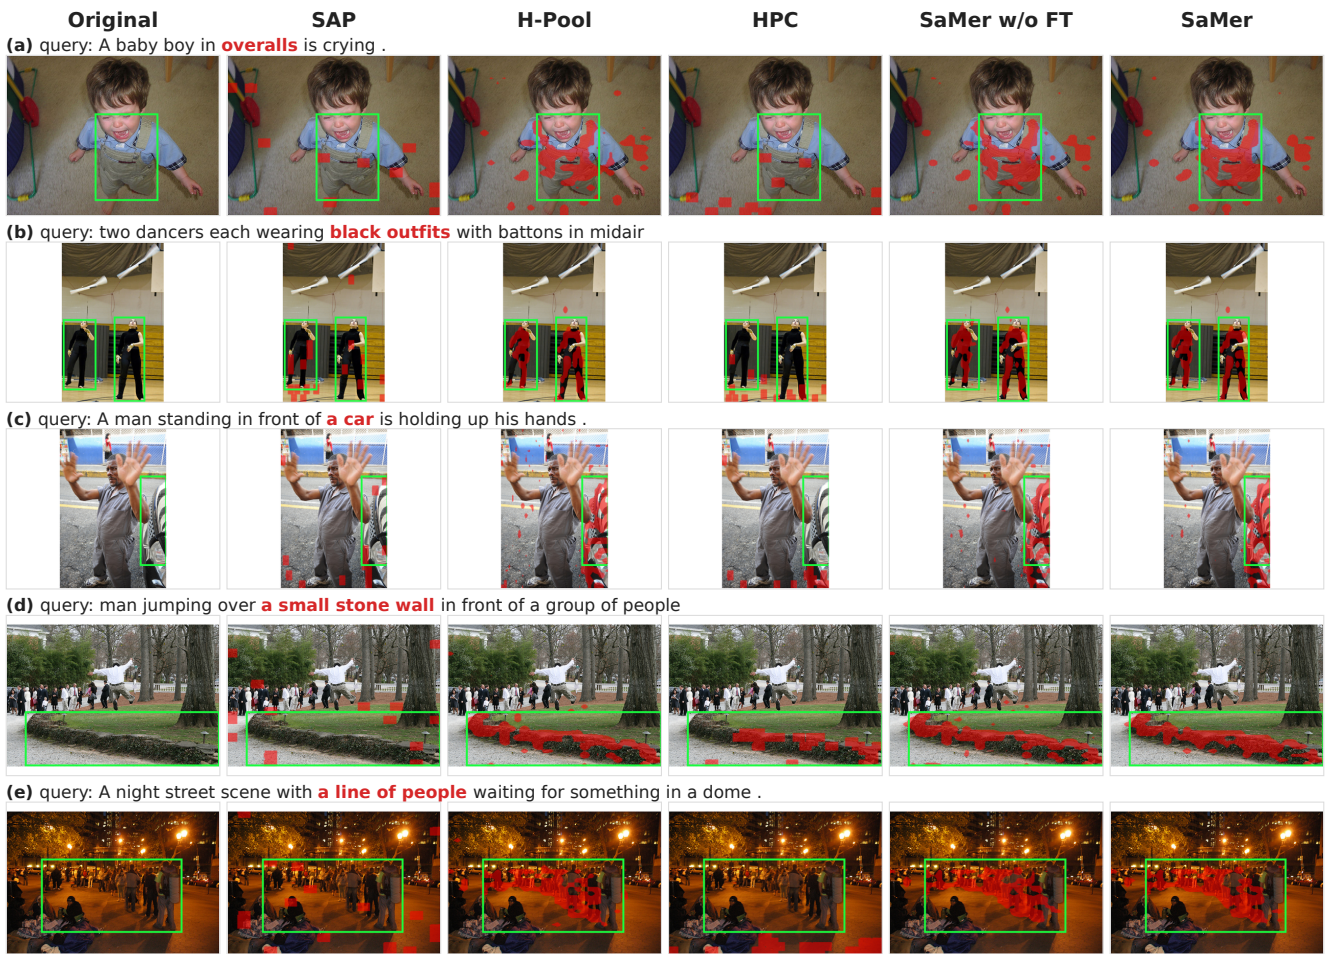 Original SAP H-Pool HPC SaMer w/o FT SaMer
(a) query: A baby boy in overalls is crying .
(b) query: two dancers each wearing black outfits with battons in midair
(c) query: A man standing in front of a car is holding up his hands .
(d) query: man jumping over a small stone wall in front of a group of people
(e) query: A night street scene with a line of people waiting for something in a dome .